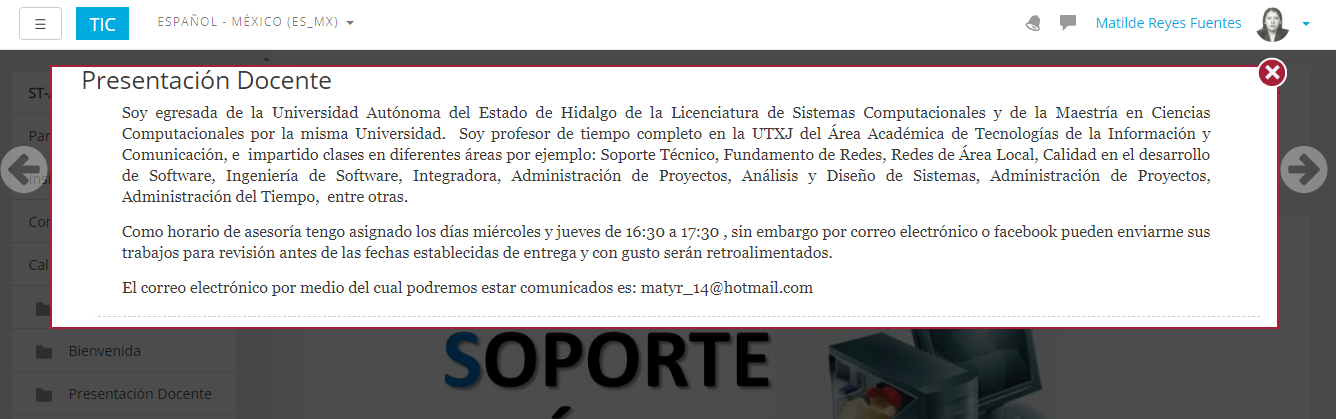 ☰ TIC ESPAÑOL - MÉXICO (ES_MX) Matilde Reyes Fuentes
Presentación Docente
Soy egresada de la Universidad Autónoma del Estado de Hidalgo de la Licenciatura de Sistemas Computacionales y de la Maestría en Ciencias
Computacionales por la misma Universidad. Soy profesor de tiempo completo en la UTXJ del Área Académica de Tecnologías de la Información y
Comunicación, e impartido clases en diferentes áreas por ejemplo: Soporte Técnico, Fundamento de Redes, Redes de Área Local, Calidad en el desarrollo
de Software, Ingeniería de Software, Integradora, Administración de Proyectos, Análisis y Diseño de Sistemas, Administración de Proyectos,
Administración del Tiempo, entre otras.
Como horario de asesoría tengo asignado los días miércoles y jueves de 16:30 a 17:30 , sin embargo por correo electrónico o facebook pueden enviarme sus
trabajos para revisión antes de las fechas establecidas de entrega y con gusto serán retroalimentados.
El correo electrónico por medio del cual podremos estar comunicados es: matyr_14@hotmail.com
ST-
Par
Insi
Con
Cal
Bienvenida
Presentación Docente
SOPORTE